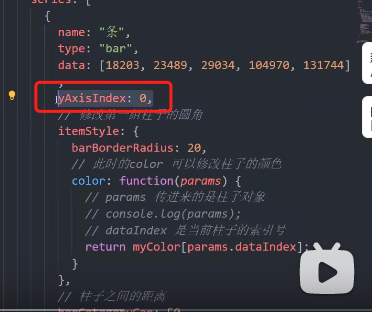 series: [
{
name: "条",
type: "bar",
data: [18203, 23489, 29034, 104970, 131744]
,
yAxisIndex: 0,
// 修改第一组柱子的圆角
itemStyle: {
barBorderRadius: 20,
// 此时的color 可以修改柱子的颜色
color: function(params) {
// params 传进来的是柱子对象
// console.log(params);
// dataIndex 是当前柱子的索引号
return myColor[params.dataIndex];
}
},
// 柱子之间的距离